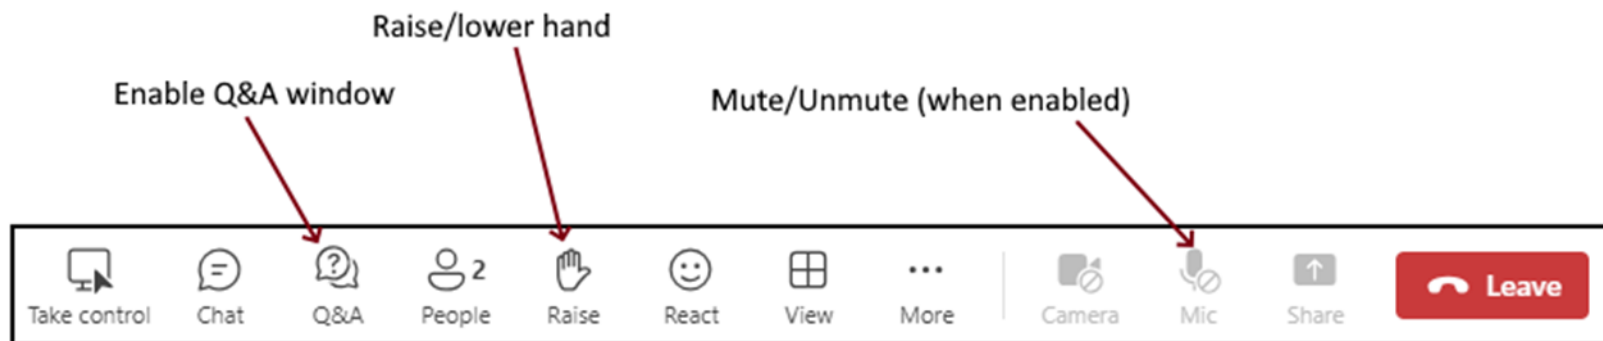 Raise/lower hand
Enable Q&A window
Mute/Unmute (when enabled)
2
Take control
Chat
Q&A
People
Raise
React
View
More
Camera
Mic
Share
Leave